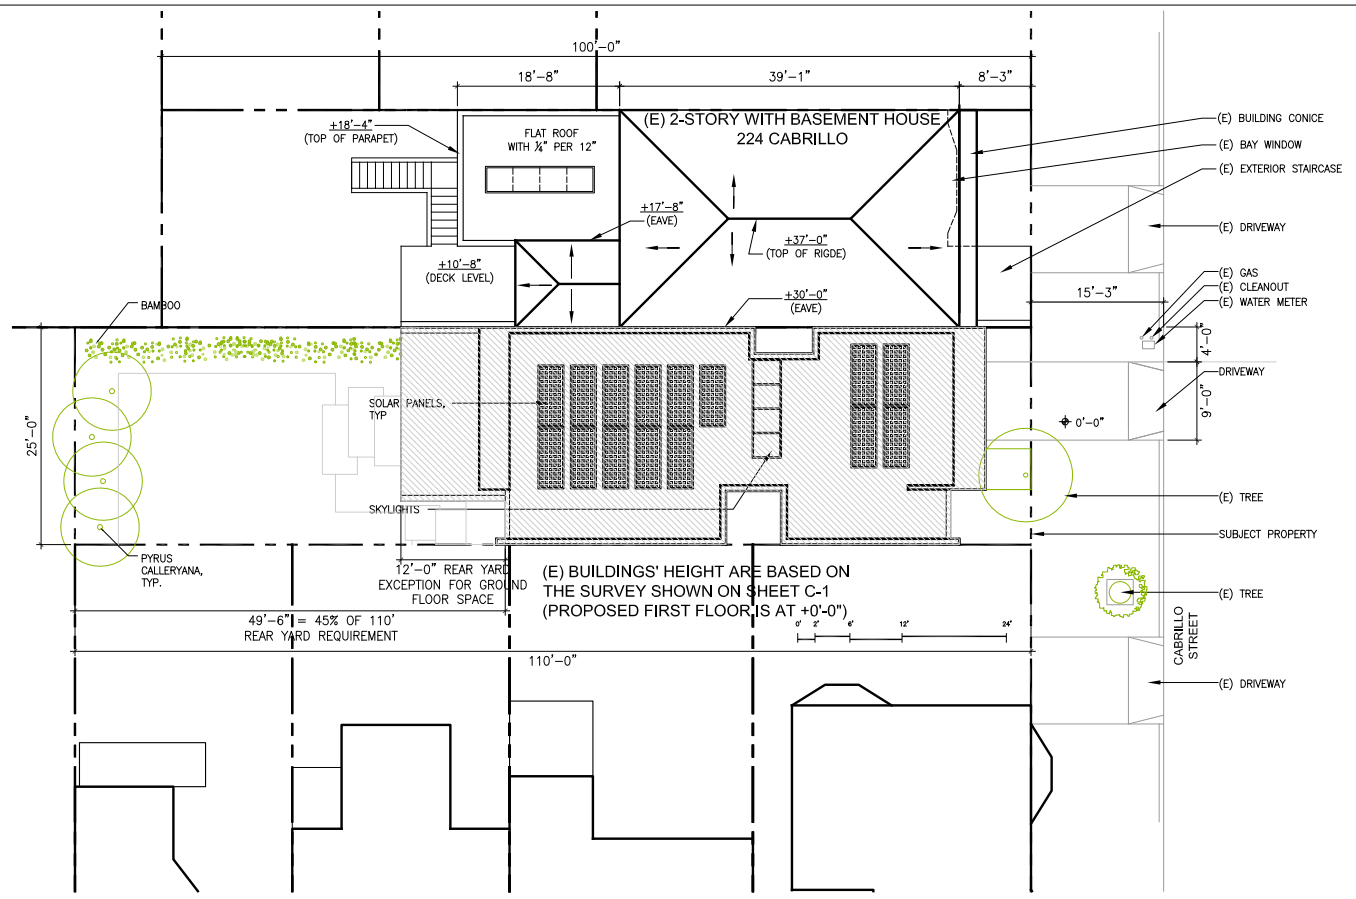 100'-0"
18'-8"
39'-1"
8'-3"
+18'-4"
(TOP OF PARAPET)
FLAT ROOF
WITH ¼" PER 12"
(E) 2-STORY WITH BASEMENT HOUSE
224 CABRILLO
(E) BUILDING CONICE
(E) BAY WINDOW
(E) EXTERIOR STAIRCASE
+17'-8"
(EAVE)
(E) DRIVEWAY
+37'-0"
(TOP OF RIGDE)
+10'-8"
(DECK LEVEL)
(E) GAS
(E) CLEANOUT
(E) WATER METER
15'-3"
+30'-0"
(EAVE)
BAMBOO
4'-0"
DRIVEWAY
9'-0"
SOLAR PANELS,
TYP
0'-0"
25'-0"
(E) TREE
SKYLIGHTS
SUBJECT PROPERTY
PYRUS
CALLERYANA,
TYP.
12'-0" REAR YARD
EXCEPTION FOR GROUND
FLOOR SPACE
(E) BUILDINGS' HEIGHT ARE BASED ON
THE SURVEY SHOWN ON SHEET C-1
(PROPOSED FIRST FLOOR IS AT +0'-0")
(E) TREE
49'-6" = 45% OF 110'
REAR YARD REQUIREMENT
0' 2' 6' 12' 24'
CABRILLO
STREET
110'-0"
(E) DRIVEWAY